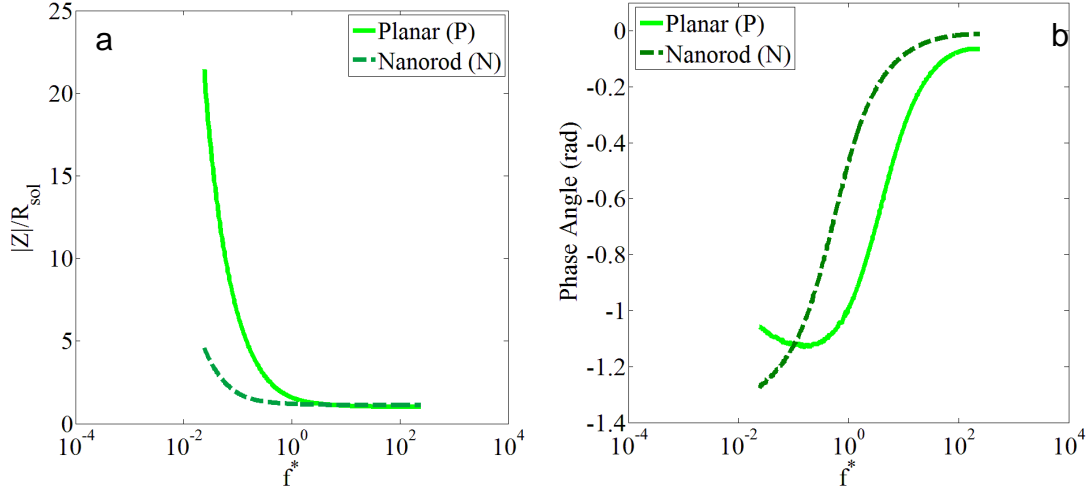 a
Planar (P)
Nanorod (N)
25
20
15
10
5
0
|Z|/R_sol
10^-4
10^-2
10^0
10^2
10^4
f^*
b
Planar (P)
Nanorod (N)
0
-0.2
-0.4
-0.6
-0.8
-1
-1.2
-1.4
Phase Angle (rad)
10^-4
10^-2
10^0
10^2
10^4
f^*